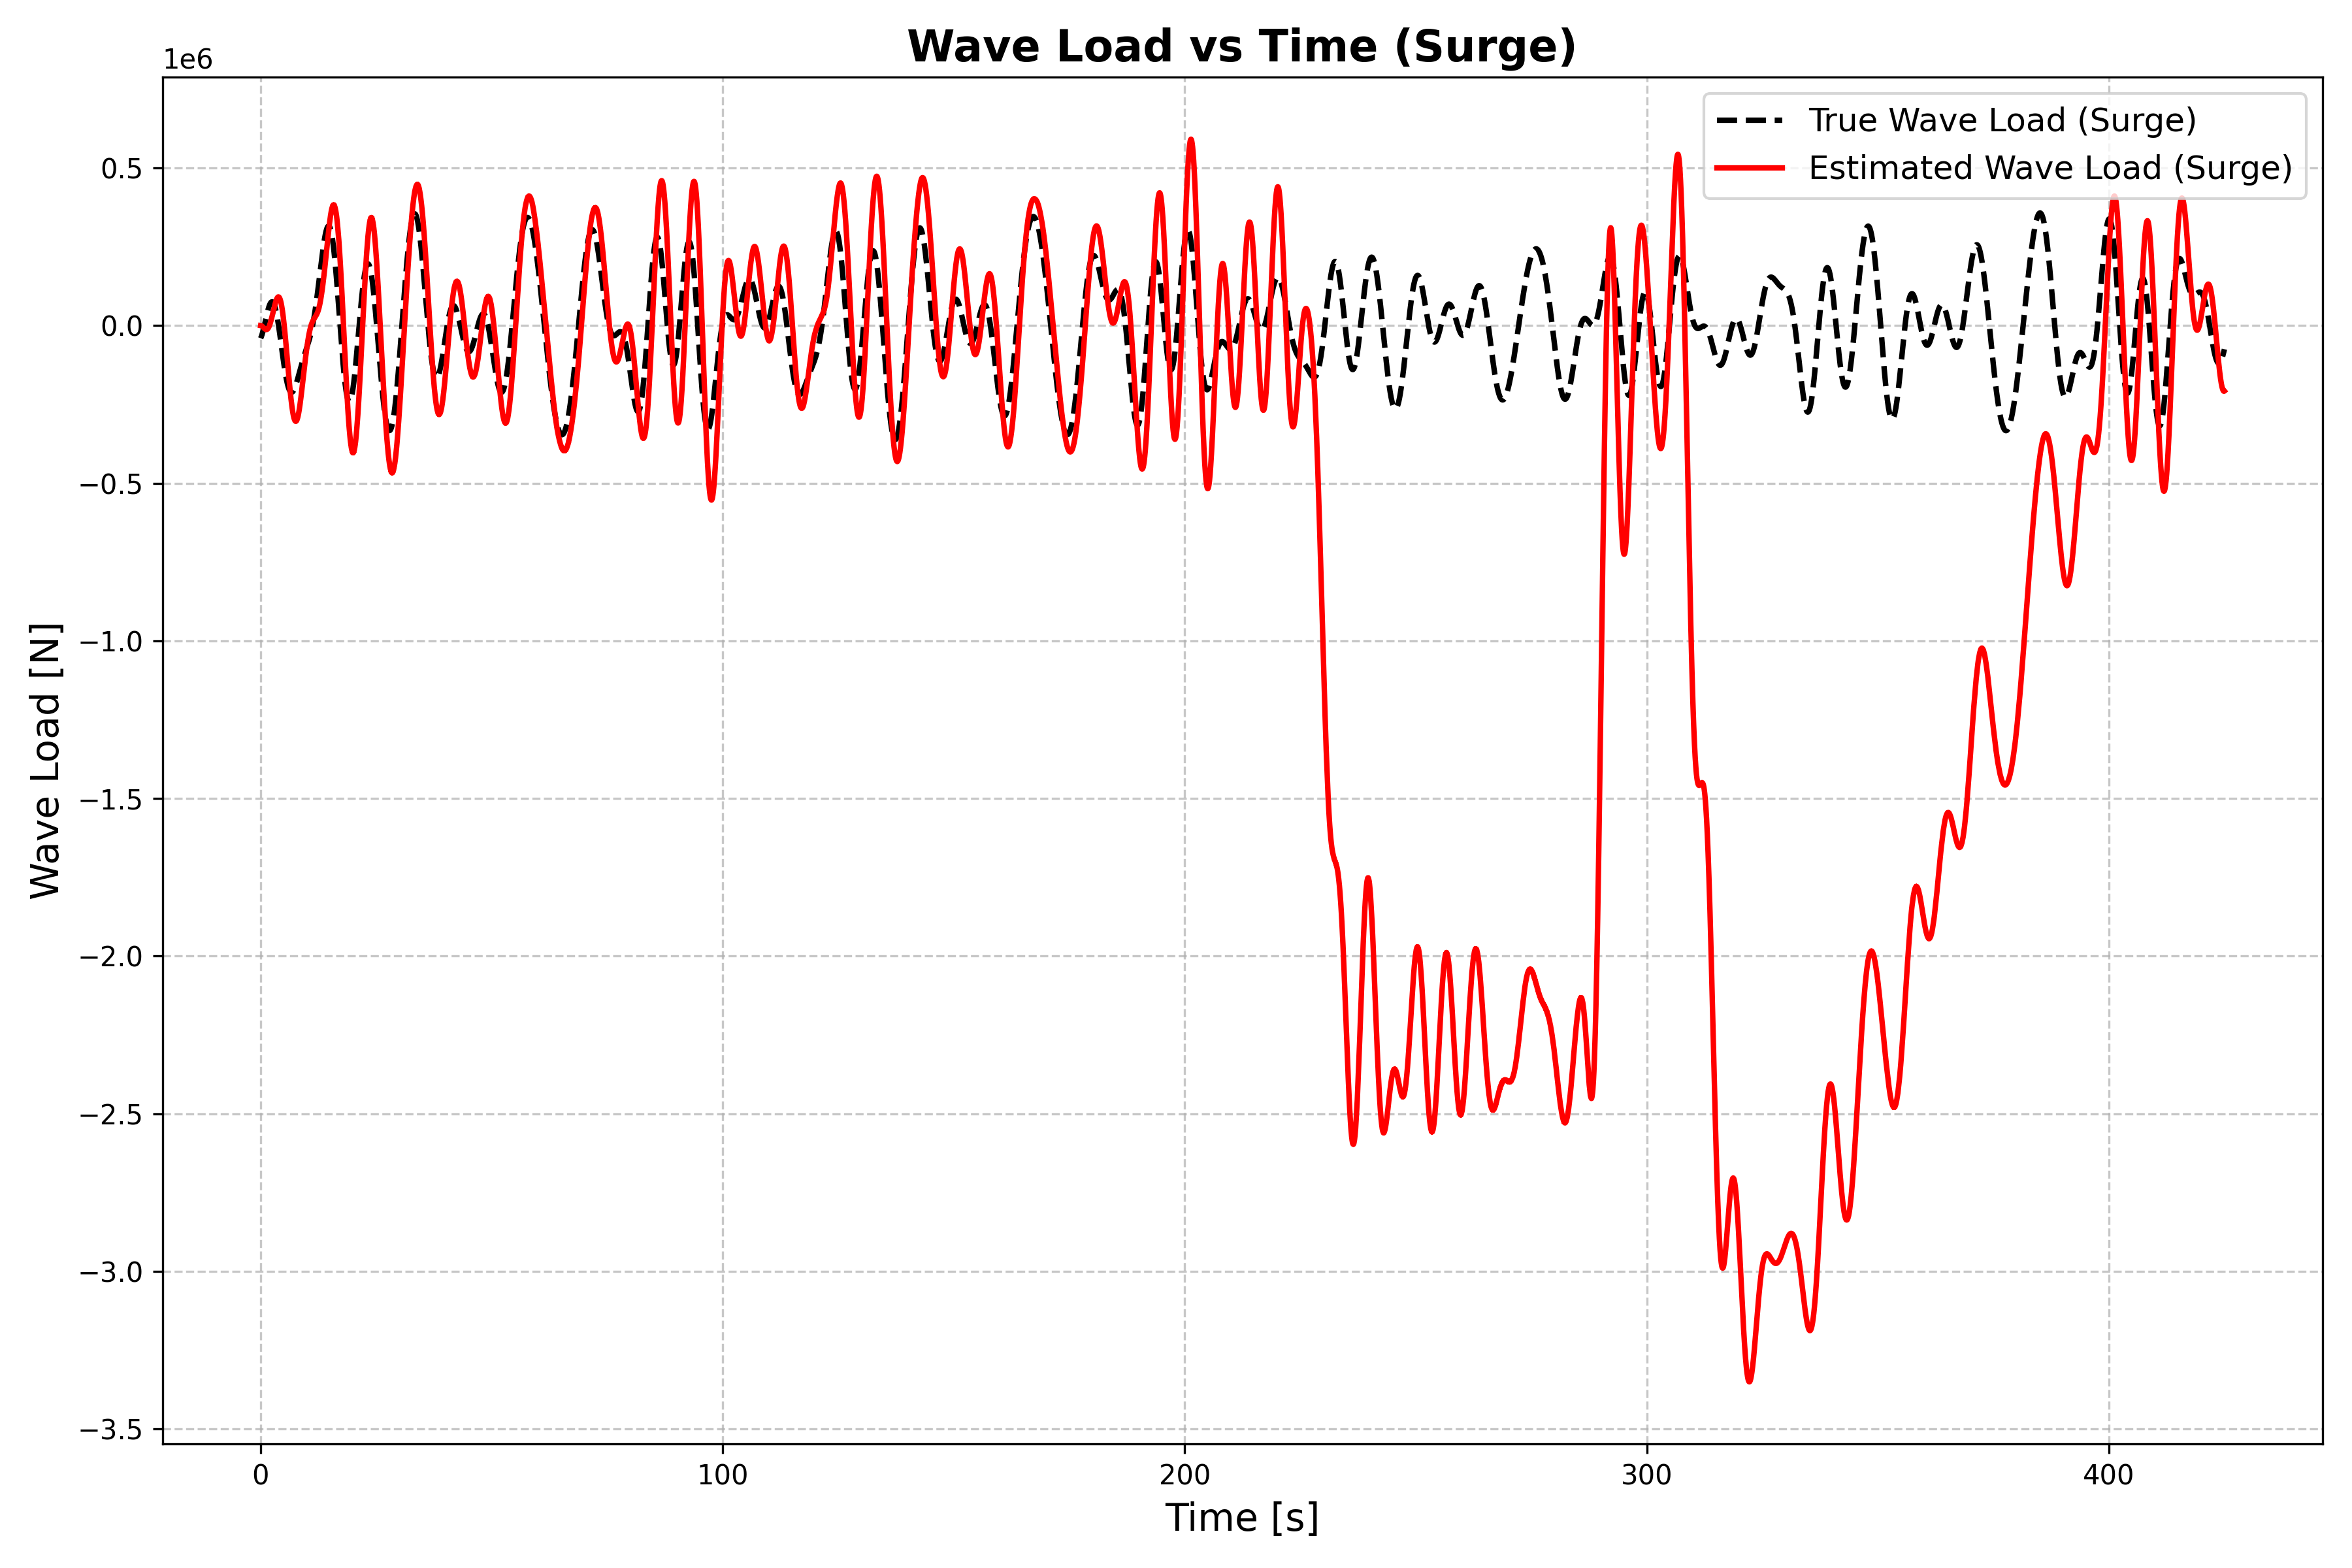 Wave Load vs Time (Surge)
1e6
True Wave Load (Surge)
Estimated Wave Load (Surge)
0.5
0.0
−0.5
−1.0
−1.5
−2.0
−2.5
−3.0
−3.5
Wave Load [N]
0 100 200 300 400
Time [s]